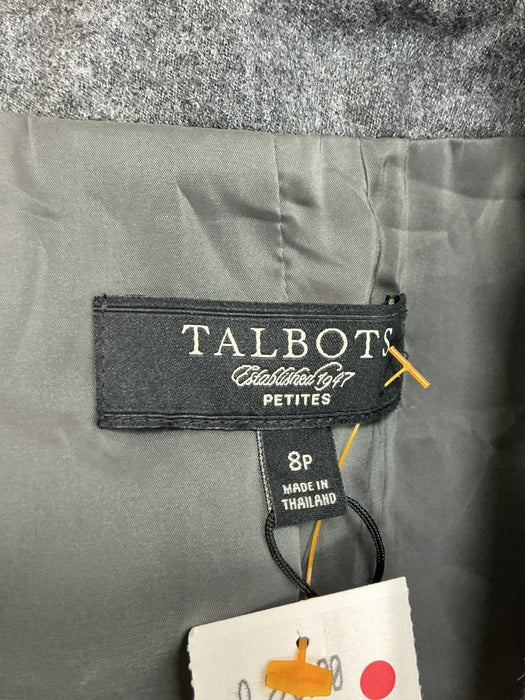 TALBOTS
Established 1947
PETITES
8P
MADE IN
THAILAND